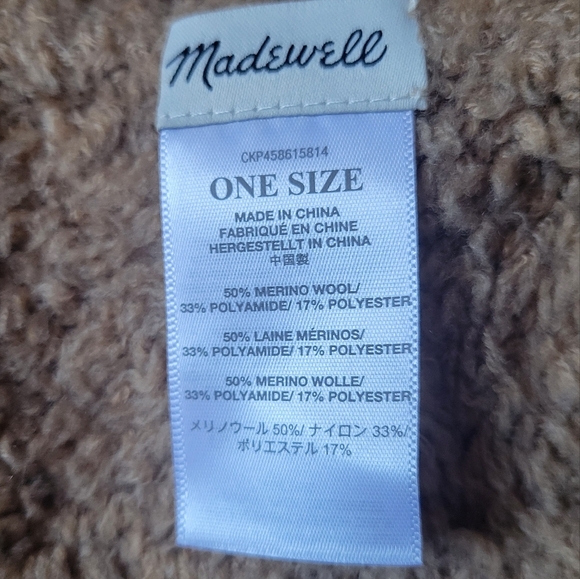 Madewell
CKP458615814
ONE SIZE
MADE IN CHINA
FABRIQUÉ EN CHINE
HERGESTELLT IN CHINA
中国製
50% MERINO WOOL/
33% POLYAMIDE/ 17% POLYESTER
50% LAINE MÉRINOS/
33% POLYAMIDE/ 17% POLYESTER
50% MERINO WOLLE/
33% POLYAMIDE/ 17% POLYESTER
メリノウール 50%/ ナイロン 33%/
ポリエステル 17%